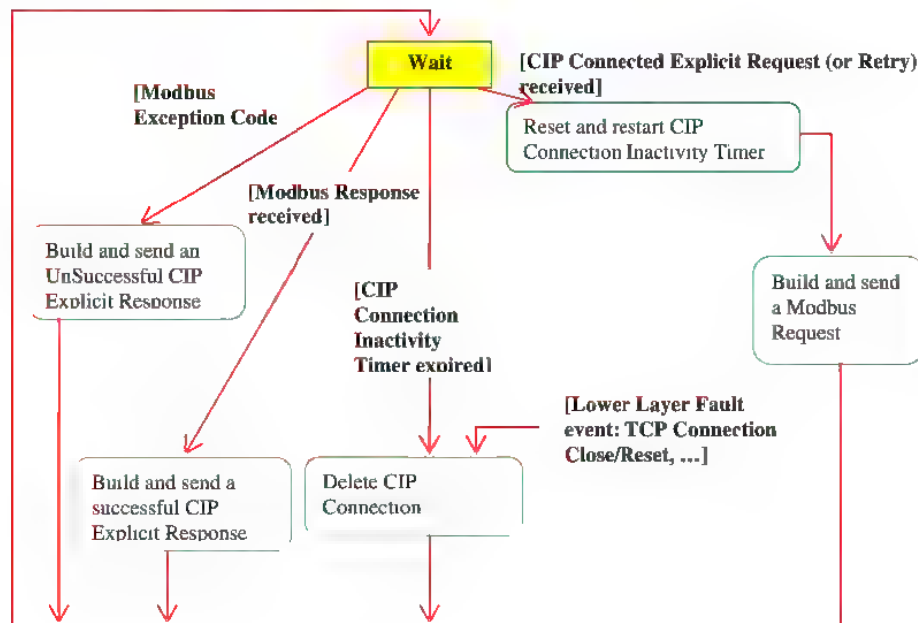 Wait
[CIP Connected Explicit Request (or Retry)
received]
[Modbus
Exception Code
Reset and restart CIP
Connection Inactivity Timer
[Modbus Response
received]
Build and send an
UnSuccessful CIP
Explicit Response
[CIP
Connection
Inactivity
Timer expired]
Build and send
a Modbus
Request
[Lower Layer Fault
event: TCP Connection
Close/Reset, ...]
Build and send a
successful CIP
Explicit Response
Delete CIP
Connection